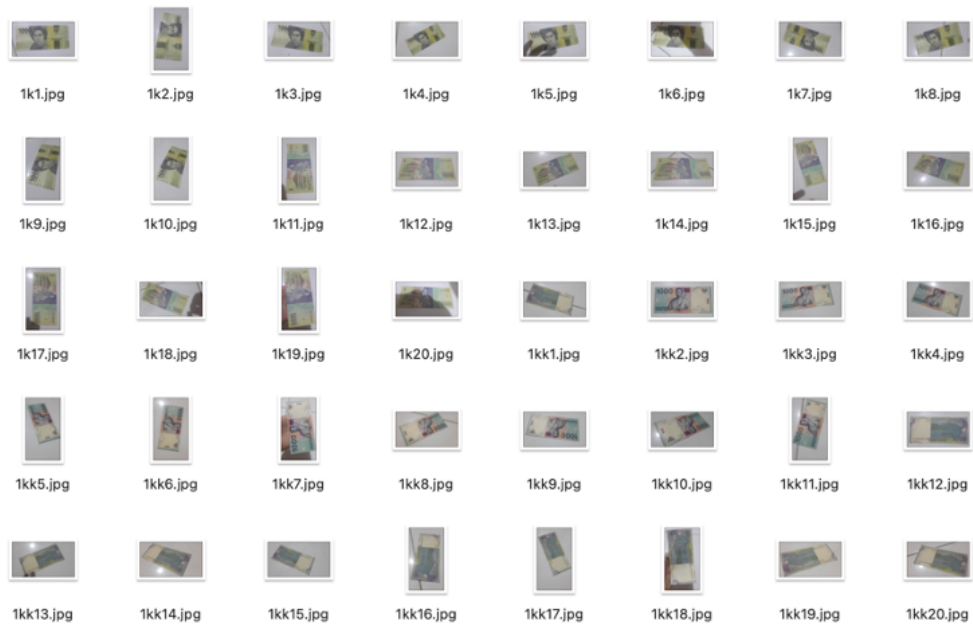 1k1.jpg 1k2.jpg 1k3.jpg 1k4.jpg 1k5.jpg 1k6.jpg 1k7.jpg 1k8.jpg
1k9.jpg 1k10.jpg 1k11.jpg 1k12.jpg 1k13.jpg 1k14.jpg 1k15.jpg 1k16.jpg
1k17.jpg 1k18.jpg 1k19.jpg 1k20.jpg 1kk1.jpg 1kk2.jpg 1kk3.jpg 1kk4.jpg
1kk5.jpg 1kk6.jpg 1kk7.jpg 1kk8.jpg 1kk9.jpg 1kk10.jpg 1kk11.jpg 1kk12.jpg
1kk13.jpg 1kk14.jpg 1kk15.jpg 1kk16.jpg 1kk17.jpg 1kk18.jpg 1kk19.jpg 1kk20.jpg